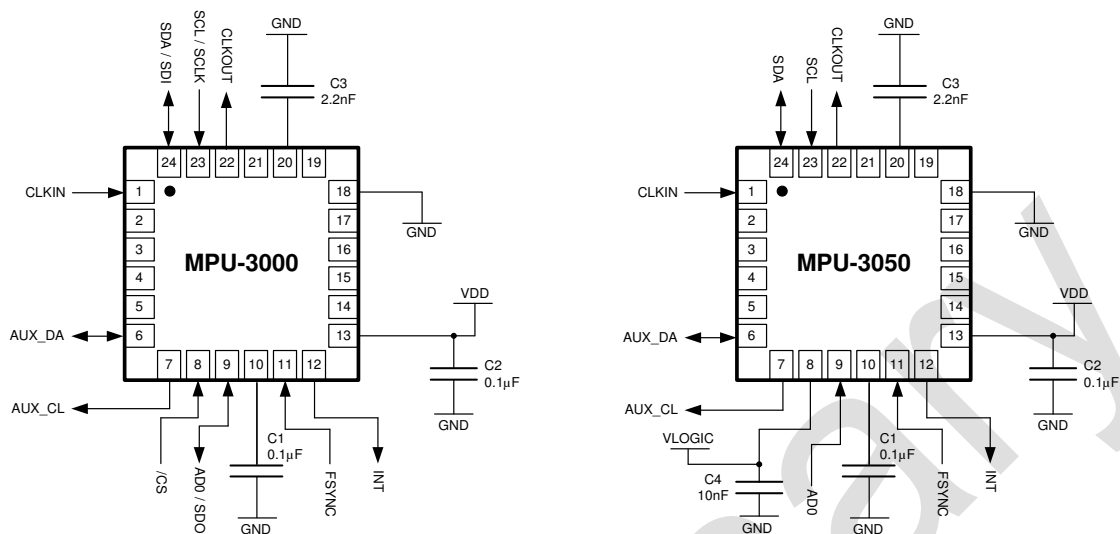 GND
SDA / SDI
SCL / SCLK
CLKOUT
C3
2.2nF
24 23 22 21 20 19
CLKIN
1
2
3
4
5
6
18
17
16
15
14
13
MPU-3000
GND
VDD
AUX_DA
C2
0.1µF
GND
7 8 9 10 11 12
AUX_CL
/CS
AD0 / SDO
C1
0.1µF
GND
FSYNC
INT
GND
SDA
SCL
CLKOUT
C3
2.2nF
24 23 22 21 20 19
CLKIN
1
2
3
4
5
6
18
17
16
15
14
13
MPU-3050
GND
VDD
AUX_DA
C2
0.1µF
GND
7 8 9 10 11 12
AUX_CL
VLOGIC
C4
10nF
GND
AD0
C1
0.1µF
GND
FSYNC
INT